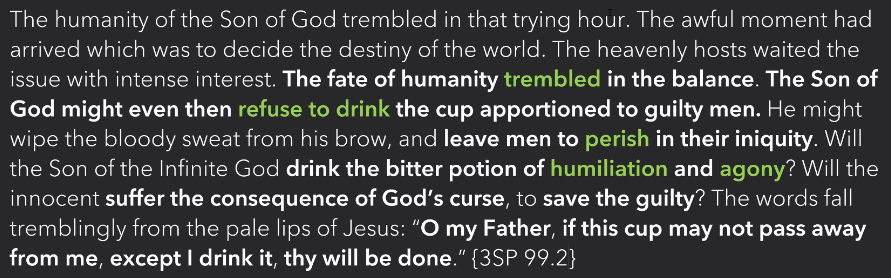 The humanity of the Son of God trembled in that trying hour. The awful moment had
arrived which was to decide the destiny of the world. The heavenly hosts waited the
issue with intense interest. The fate of humanity trembled in the balance. The Son of
God might even then refuse to drink the cup apportioned to guilty men. He might
wipe the bloody sweat from his brow, and leave men to perish in their iniquity. Will
the Son of the Infinite God drink the bitter potion of humiliation and agony? Will the
innocent suffer the consequence of God’s curse, to save the guilty? The words fall
tremblingly from the pale lips of Jesus: “O my Father, if this cup may not pass away
from me, except I drink it, thy will be done.” {3SP 99.2}